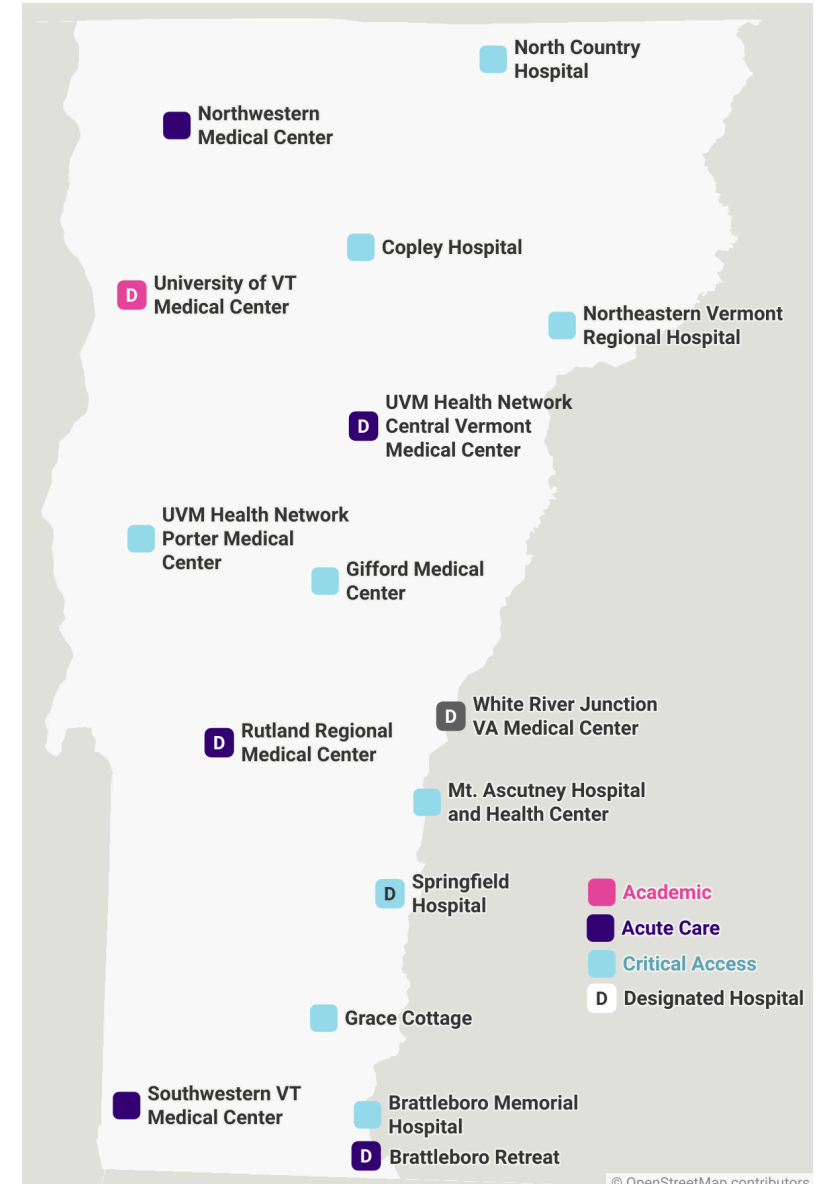 North Country
Hospital
Northwestern
Medical Center
Copley Hospital
D
University of VT
Medical Center
Northeastern Vermont
Regional Hospital
D
UVM Health Network
Central Vermont
Medical Center
UVM Health Network
Porter Medical
Center
Gifford Medical
Center
D
White River Junction
VA Medical Center
D
Rutland Regional
Medical Center
Mt. Ascutney Hospital
and Health Center
D
Springfield
Hospital
Academic
Acute Care
Critical Access
D Designated Hospital
Grace Cottage
Southwestern VT
Medical Center
Brattleboro Memorial
Hospital
D Brattleboro Retreat
© OpenStreetMap contributors